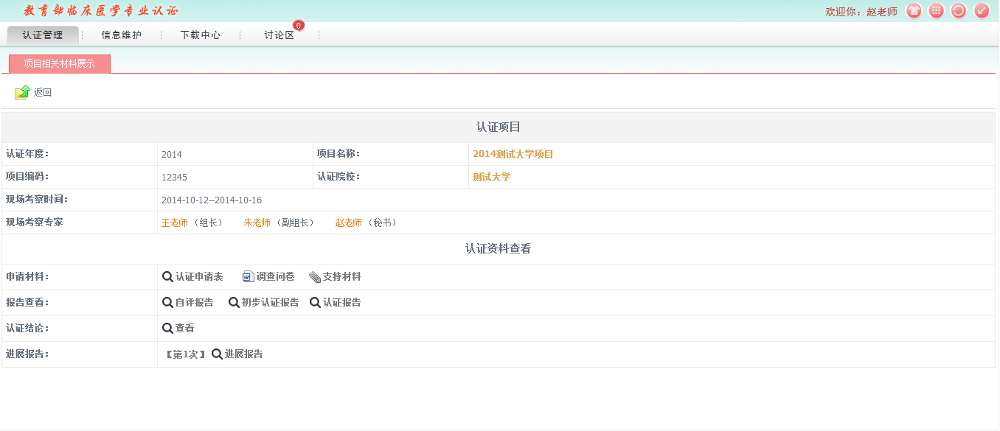 教育部临床医学专业认证
欢迎你：赵老师
认证管理 信息维护 下载中心 讨论区 0
项目相关材料展示
返回
认证项目
认证年度： 2014 项目名称： 2014测试大学项目
项目编码： 12345 认证院校： 测试大学
现场考察时间： 2014-10-12--2014-10-16
现场考察专家 王老师（组长） 朱老师（副组长） 赵老师（秘书）
认证资料查看
申请材料： 认证申请表 调查问卷 支持材料
报告查看： 自评报告 初步认证报告 认证报告
认证结论： 查看
进展报告： 【第1次】 进展报告